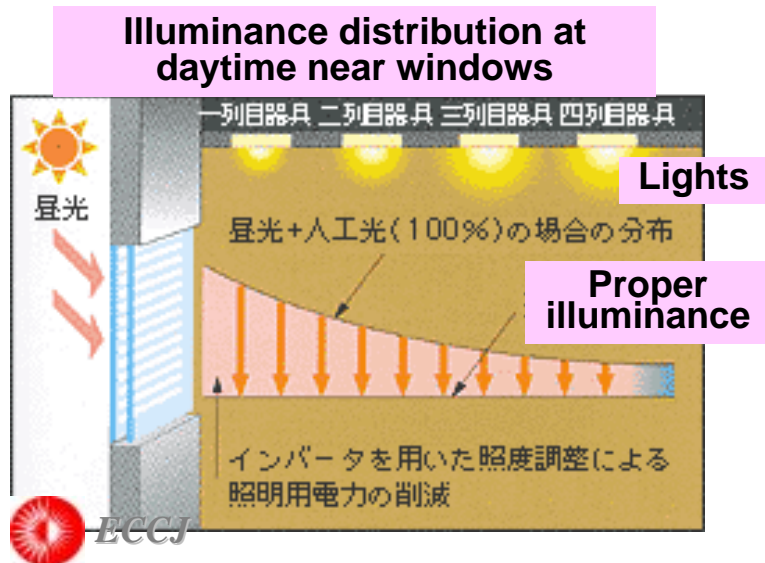 Illuminance distribution at
daytime near windows
一列目器具 二列目器具 三列目器具 四列目器具
Lights
昼光
昼光+人工光(100%)の場合の分布
Proper
illuminance
インバータを用いた照度調整による
照明用電力の削減
ECCJ